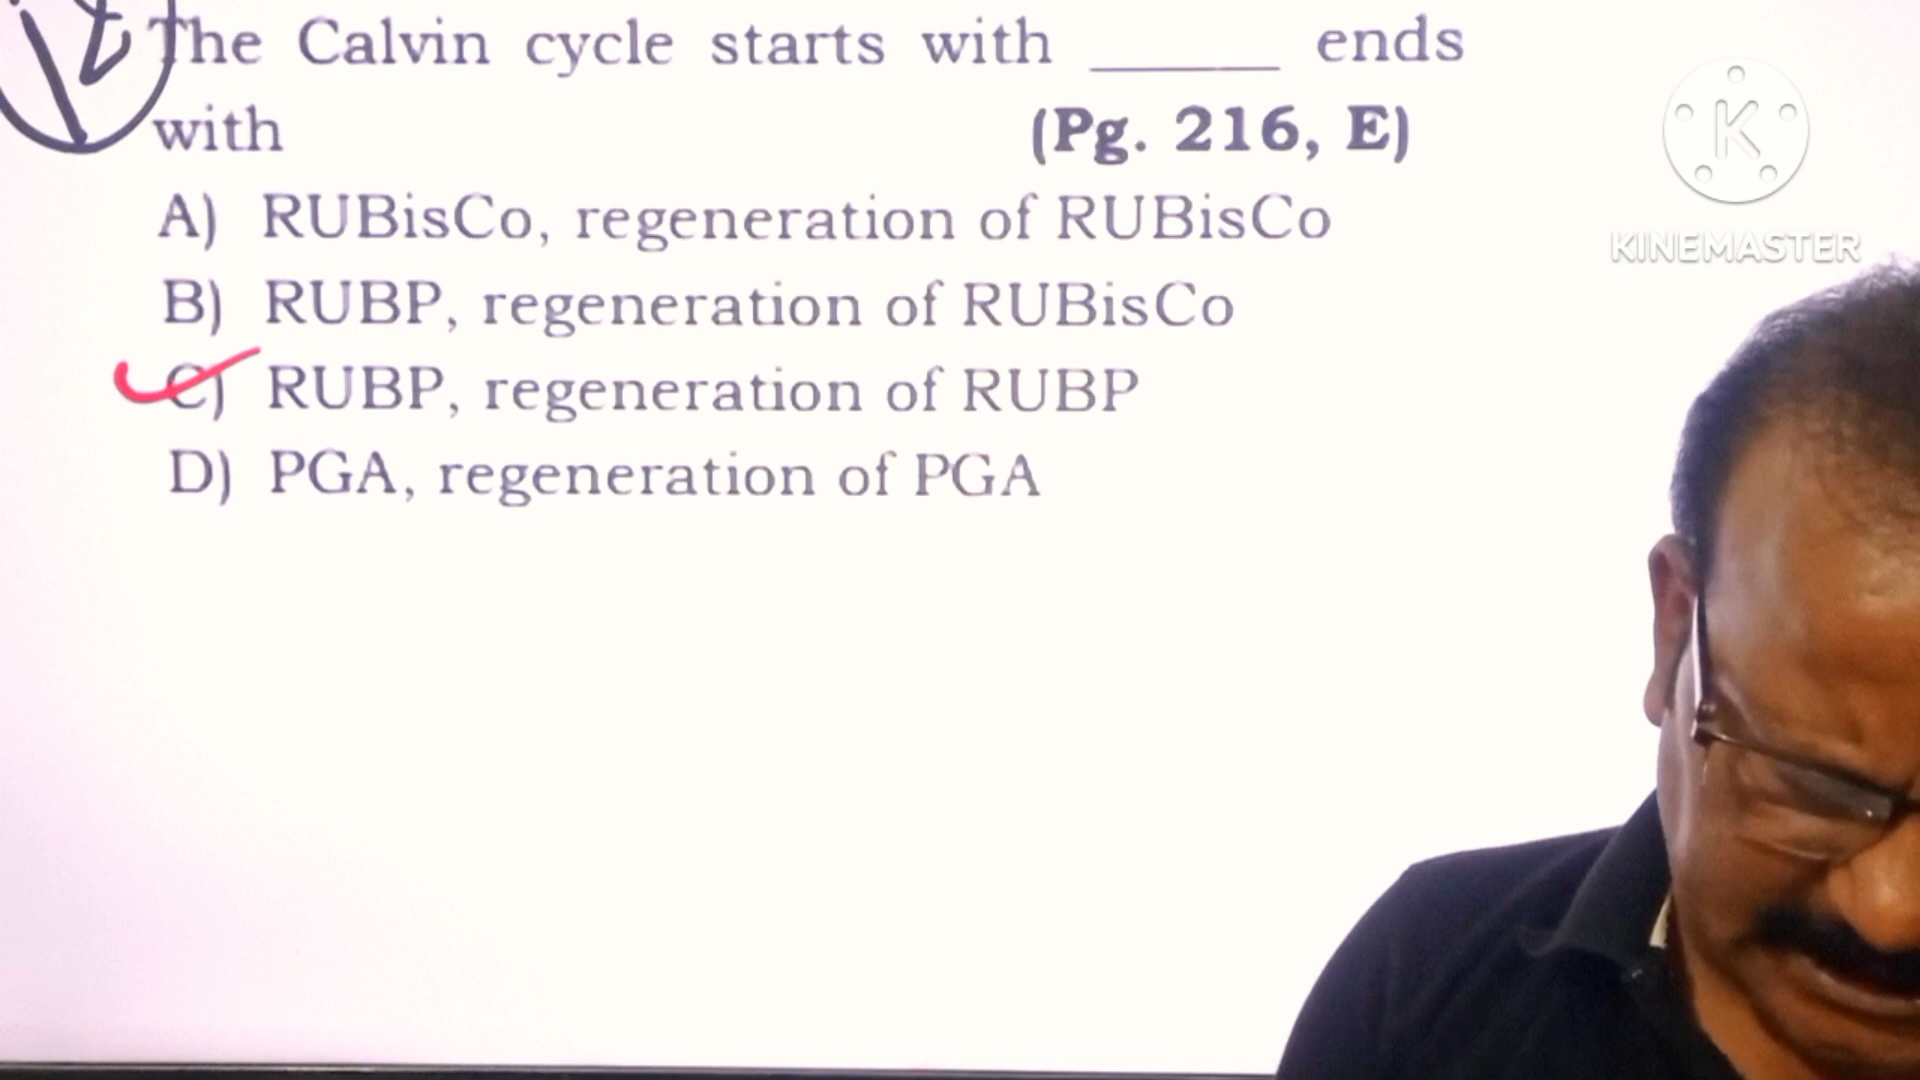 The Calvin cycle starts with ______ ends
with (Pg. 216, E)
A) RUBisCo, regeneration of RUBisCo
B) RUBP, regeneration of RUBisCo
C) RUBP, regeneration of RUBP
D) PGA, regeneration of PGA
K
KINEMASTER